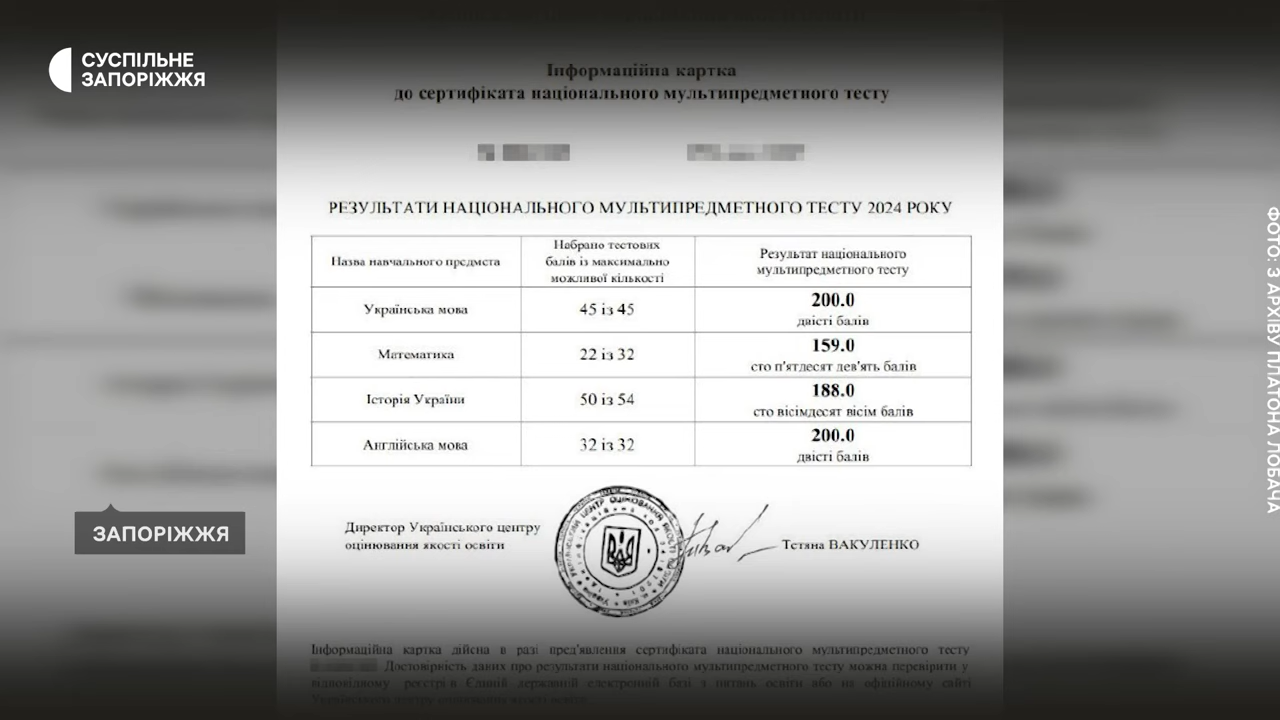 СУСПІЛЬНЕ
ЗАПОРІЖЖЯ
Інформаційна картка
до сертифіката національного мультипредметного тесту
РЕЗУЛЬТАТИ НАЦІОНАЛЬНОГО МУЛЬТИПРЕДМЕТНОГО ТЕСТУ 2024 РОКУ
Назва навчального предмета
Набрано тестових
балів із максимально
можливої кількості
Результат національного
мультипредметного тесту
Українська мова
45 із 45
200.0
двісті балів
Математика
22 із 32
159.0
сто п'ятдесят дев'ять балів
Історія України
50 із 54
188.0
сто вісімдесят вісім балів
Англійська мова
32 із 32
200.0
двісті балів
Директор Українського центру
оцінювання якості освіти
Тетяна ВАКУЛЕНКО
Інформаційна картка дійсна в разі пред'явлення сертифіката національного мультипредметного тесту
Достовірність даних про результати національного мультипредметного тесту можна перевірити у
відповідному реєстрі в Єдиній державній електронній базі з питань освіти або на офіційному сайті
Українського центру оцінювання якості освіти
ЗАПОРІЖЖЯ
ФОТО: З АРХІВУ ПЛАТОНА ЛОБАЧА